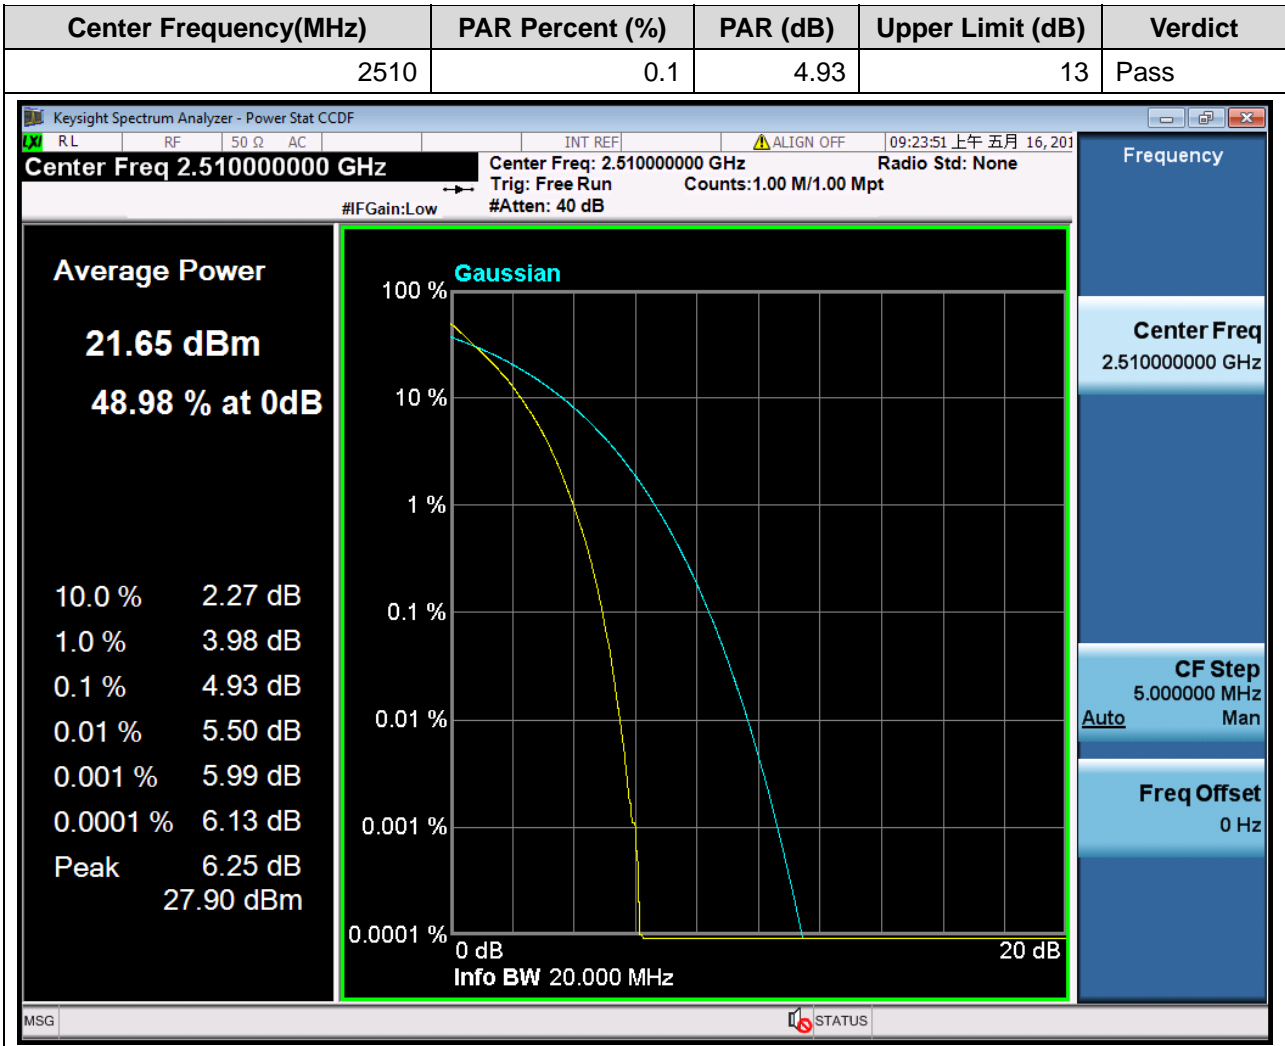 Center Frequency(MHz) PAR Percent (%) PAR (dB) Upper Limit (dB) Verdict
2510 0.1 4.93 13 Pass
Keysight Spectrum Analyzer - Power Stat CCDF
LXI RL RF 50 Ω AC INT REF ALIGN OFF 09:23:51 上午 五月 16, 201
Center Freq 2.510000000 GHz
Center Freq: 2.510000000 GHz Radio Std: None
Trig: Free Run Counts:1.00 M/1.00 Mpt
#IFGain:Low #Atten: 40 dB
Frequency
Average Power
21.65 dBm
48.98 % at 0dB
10.0 % 2.27 dB
1.0 % 3.98 dB
0.1 % 4.93 dB
0.01 % 5.50 dB
0.001 % 5.99 dB
0.0001 % 6.13 dB
Peak 6.25 dB
27.90 dBm
Gaussian
100 %
10 %
1 %
0.1 %
0.01 %
0.001 %
0.0001 %
0 dB 20 dB
Info BW 20.000 MHz
Center Freq
2.510000000 GHz
CF Step
5.000000 MHz
Auto Man
Freq Offset
0 Hz
MSG STATUS